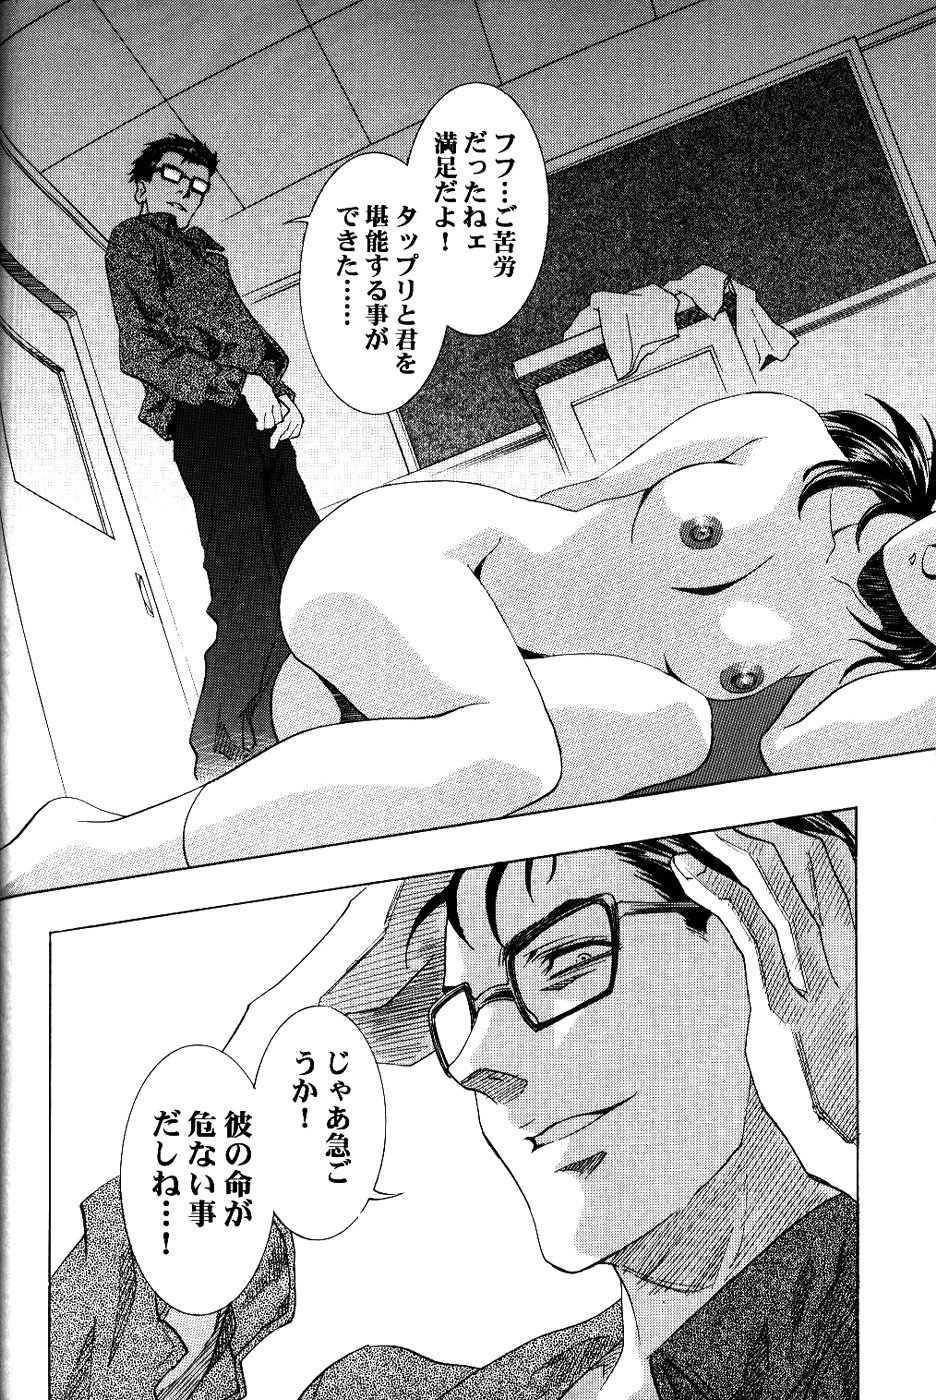 フフ…ご苦労
だったねェ
満足だよ！
タップリと君を
堪能する事が
できた……
じゃあ急ご
うか！
彼の命が
危ない事
だしね…！